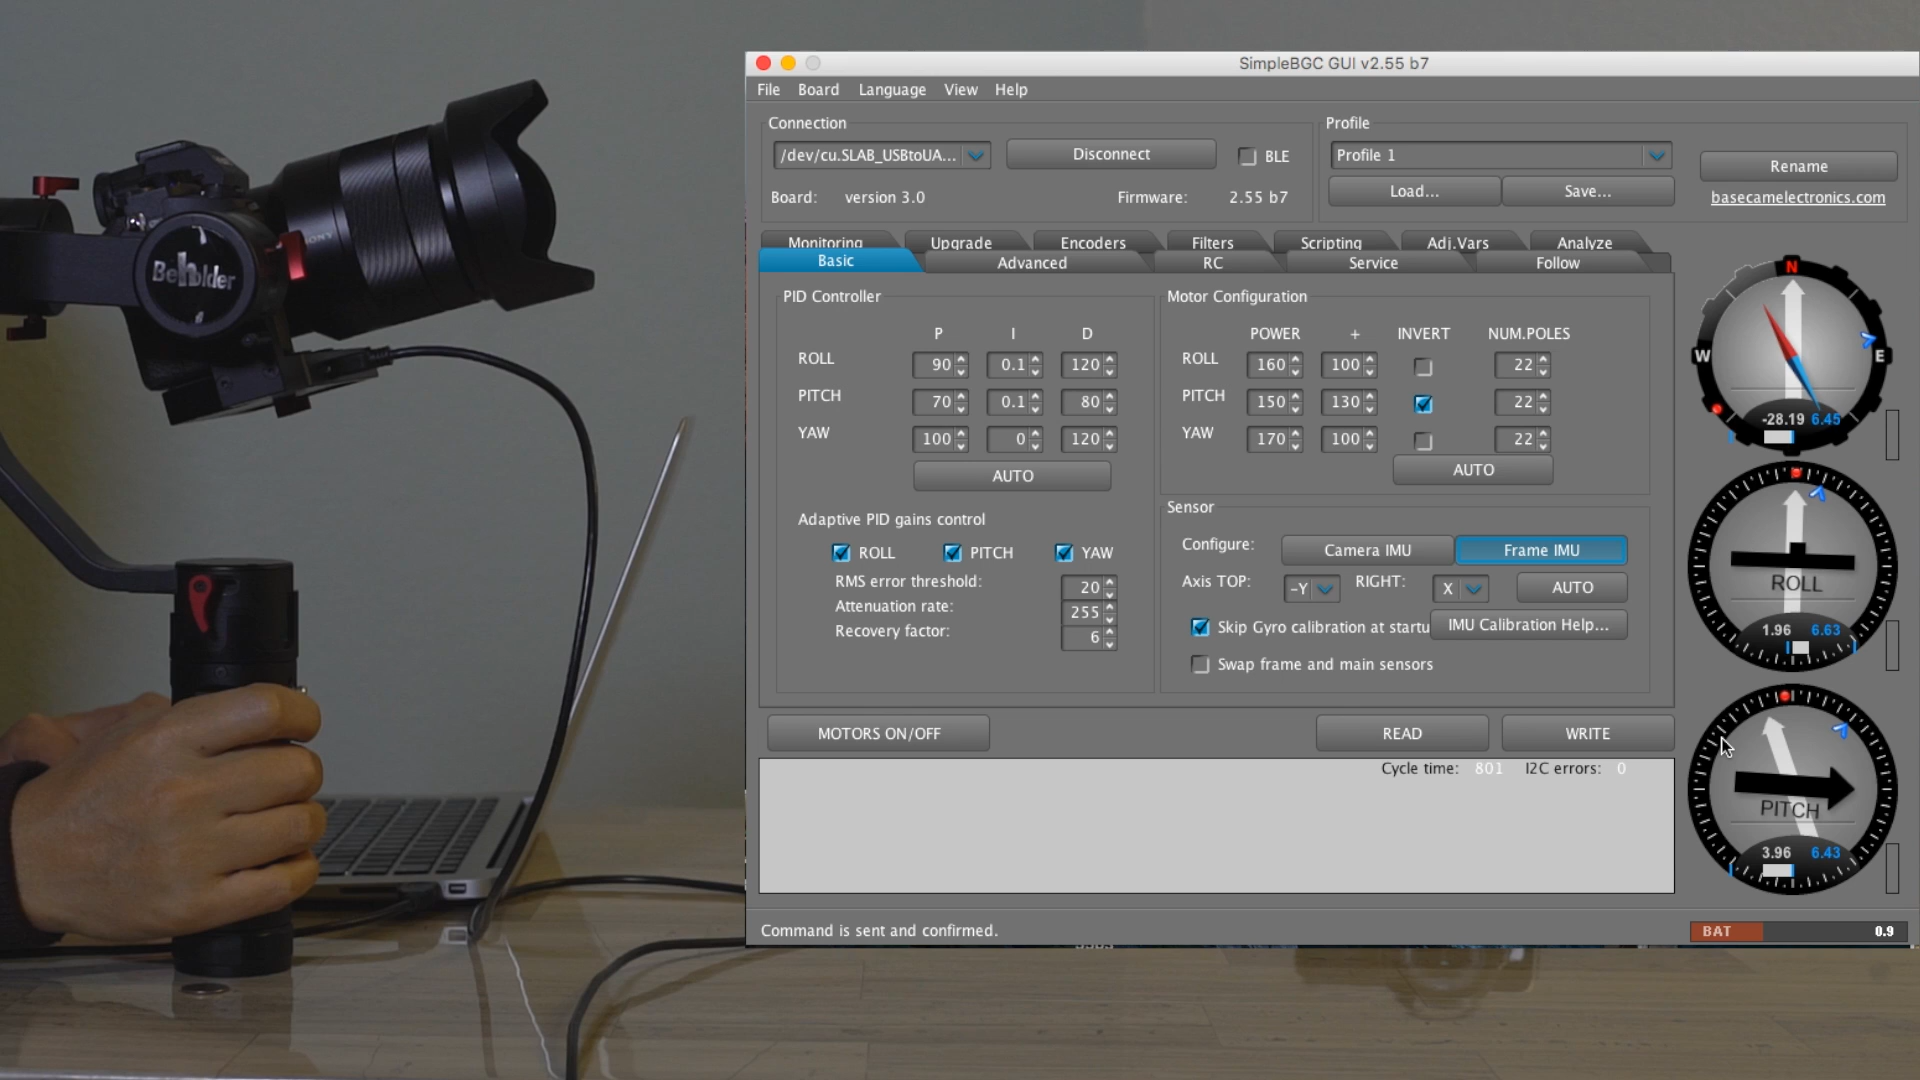 SimpleBGC GUI v2.55 b7
File Board Language View Help
Connection
/dev/cu.SLAB_USBtoUA...
Disconnect
BLE
Board: version 3.0
Firmware: 2.55 b7
Profile
Profile 1
Load...
Save...
Rename
basecamelectronics.com
Monitoring Upgrade Encoders Filters Scripting Adj.Vars Analyze
Basic Advanced RC Service Follow
PID Controller
P I D
ROLL 90 0.1 120
PITCH 70 0.1 80
YAW 100 0 120
AUTO
Adaptive PID gains control
ROLL PITCH YAW
RMS error threshold: 20
Attenuation rate: 255
Recovery factor: 6
Motor Configuration
POWER + INVERT NUM.POLES
ROLL 160 100 22
PITCH 150 130 22
YAW 170 100 22
AUTO
Sensor
Configure: Camera IMU Frame IMU
Axis TOP: -Y RIGHT: X AUTO
Skip Gyro calibration at startu
IMU Calibration Help...
Swap frame and main sensors
MOTORS ON/OFF
READ
WRITE
Cycle time: 801 I2C errors: 0
Command is sent and confirmed.
N
W
E
-28.19 6.45
ROLL
1.96 6.63
PITCH
3.96 6.43
BAT 0.9
Beholder
SONY